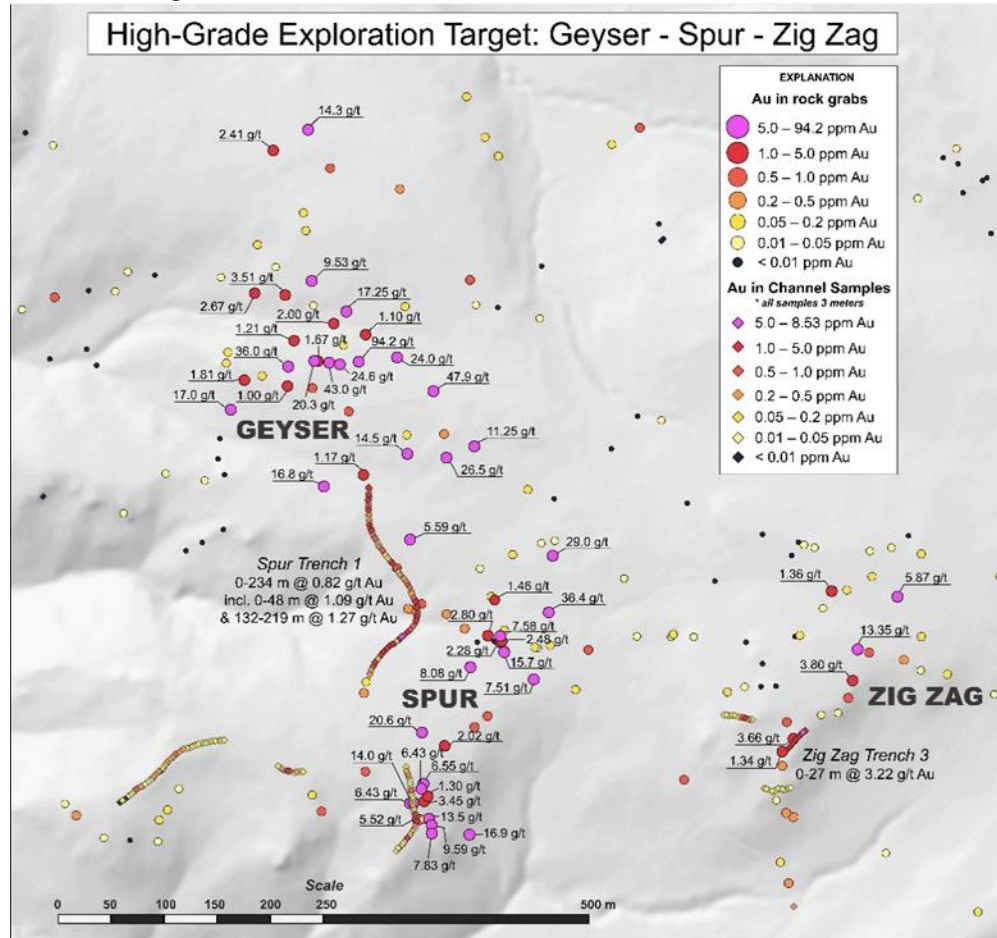 High-Grade Exploration Target: Geyser - Spur - Zig Zag
EXPLANATION
Au in rock grabs
5.0 – 94.2 ppm Au
1.0 – 5.0 ppm Au
0.5 – 1.0 ppm Au
0.2 – 0.5 ppm Au
0.05 – 0.2 ppm Au
0.01 – 0.05 ppm Au
< 0.01 ppm Au
Au in Channel Samples
* all samples 3 meters
5.0 – 8.53 ppm Au
1.0 – 5.0 ppm Au
0.5 – 1.0 ppm Au
0.2 – 0.5 ppm Au
0.05 – 0.2 ppm Au
0.01 – 0.05 ppm Au
< 0.01 ppm Au
14.3 g/t
2.41 g/t
9.53 g/t
3.51 g/t
2.67 g/t
17.25 g/t
2.00 g/t
1.10 g/t
1.21 g/t
1.67 g/t
94.2 g/t
36.0 g/t
24.0 g/t
1.81 g/t
24.6 g/t
43.0 g/t
47.9 g/t
1.00 g/t
17.0 g/t
20.3 g/t
GEYSER
14.5 g/t
11.25 g/t
26.5 g/t
1.17 g/t
16.8 g/t
5.59 g/t
29.0 g/t
Spur Trench 1
0-234 m @ 0.82 g/t Au
incl. 0-48 m @ 1.09 g/t Au
& 132-219 m @ 1.27 g/t Au
1.46 g/t
36.4 g/t
2.80 g/t
7.58 g/t
2.48 g/t
2.28 g/t
15.7 g/t
8.08 g/t
7.51 g/t
SPUR
1.36 g/t
5.87 g/t
13.35 g/t
3.80 g/t
ZIG ZAG
3.66 g/t
1.34 g/t
Zig Zag Trench 3
0-27 m @ 3.22 g/t Au
20.6 g/t
2.02 g/t
14.0 g/t
6.43 g/t
6.55 g/t
1.30 g/t
6.43 g/t
3.45 g/t
5.52 g/t
13.5 g/t
16.9 g/t
9.59 g/t
7.83 g/t
Scale
0 50 100 150 200 250 500 m